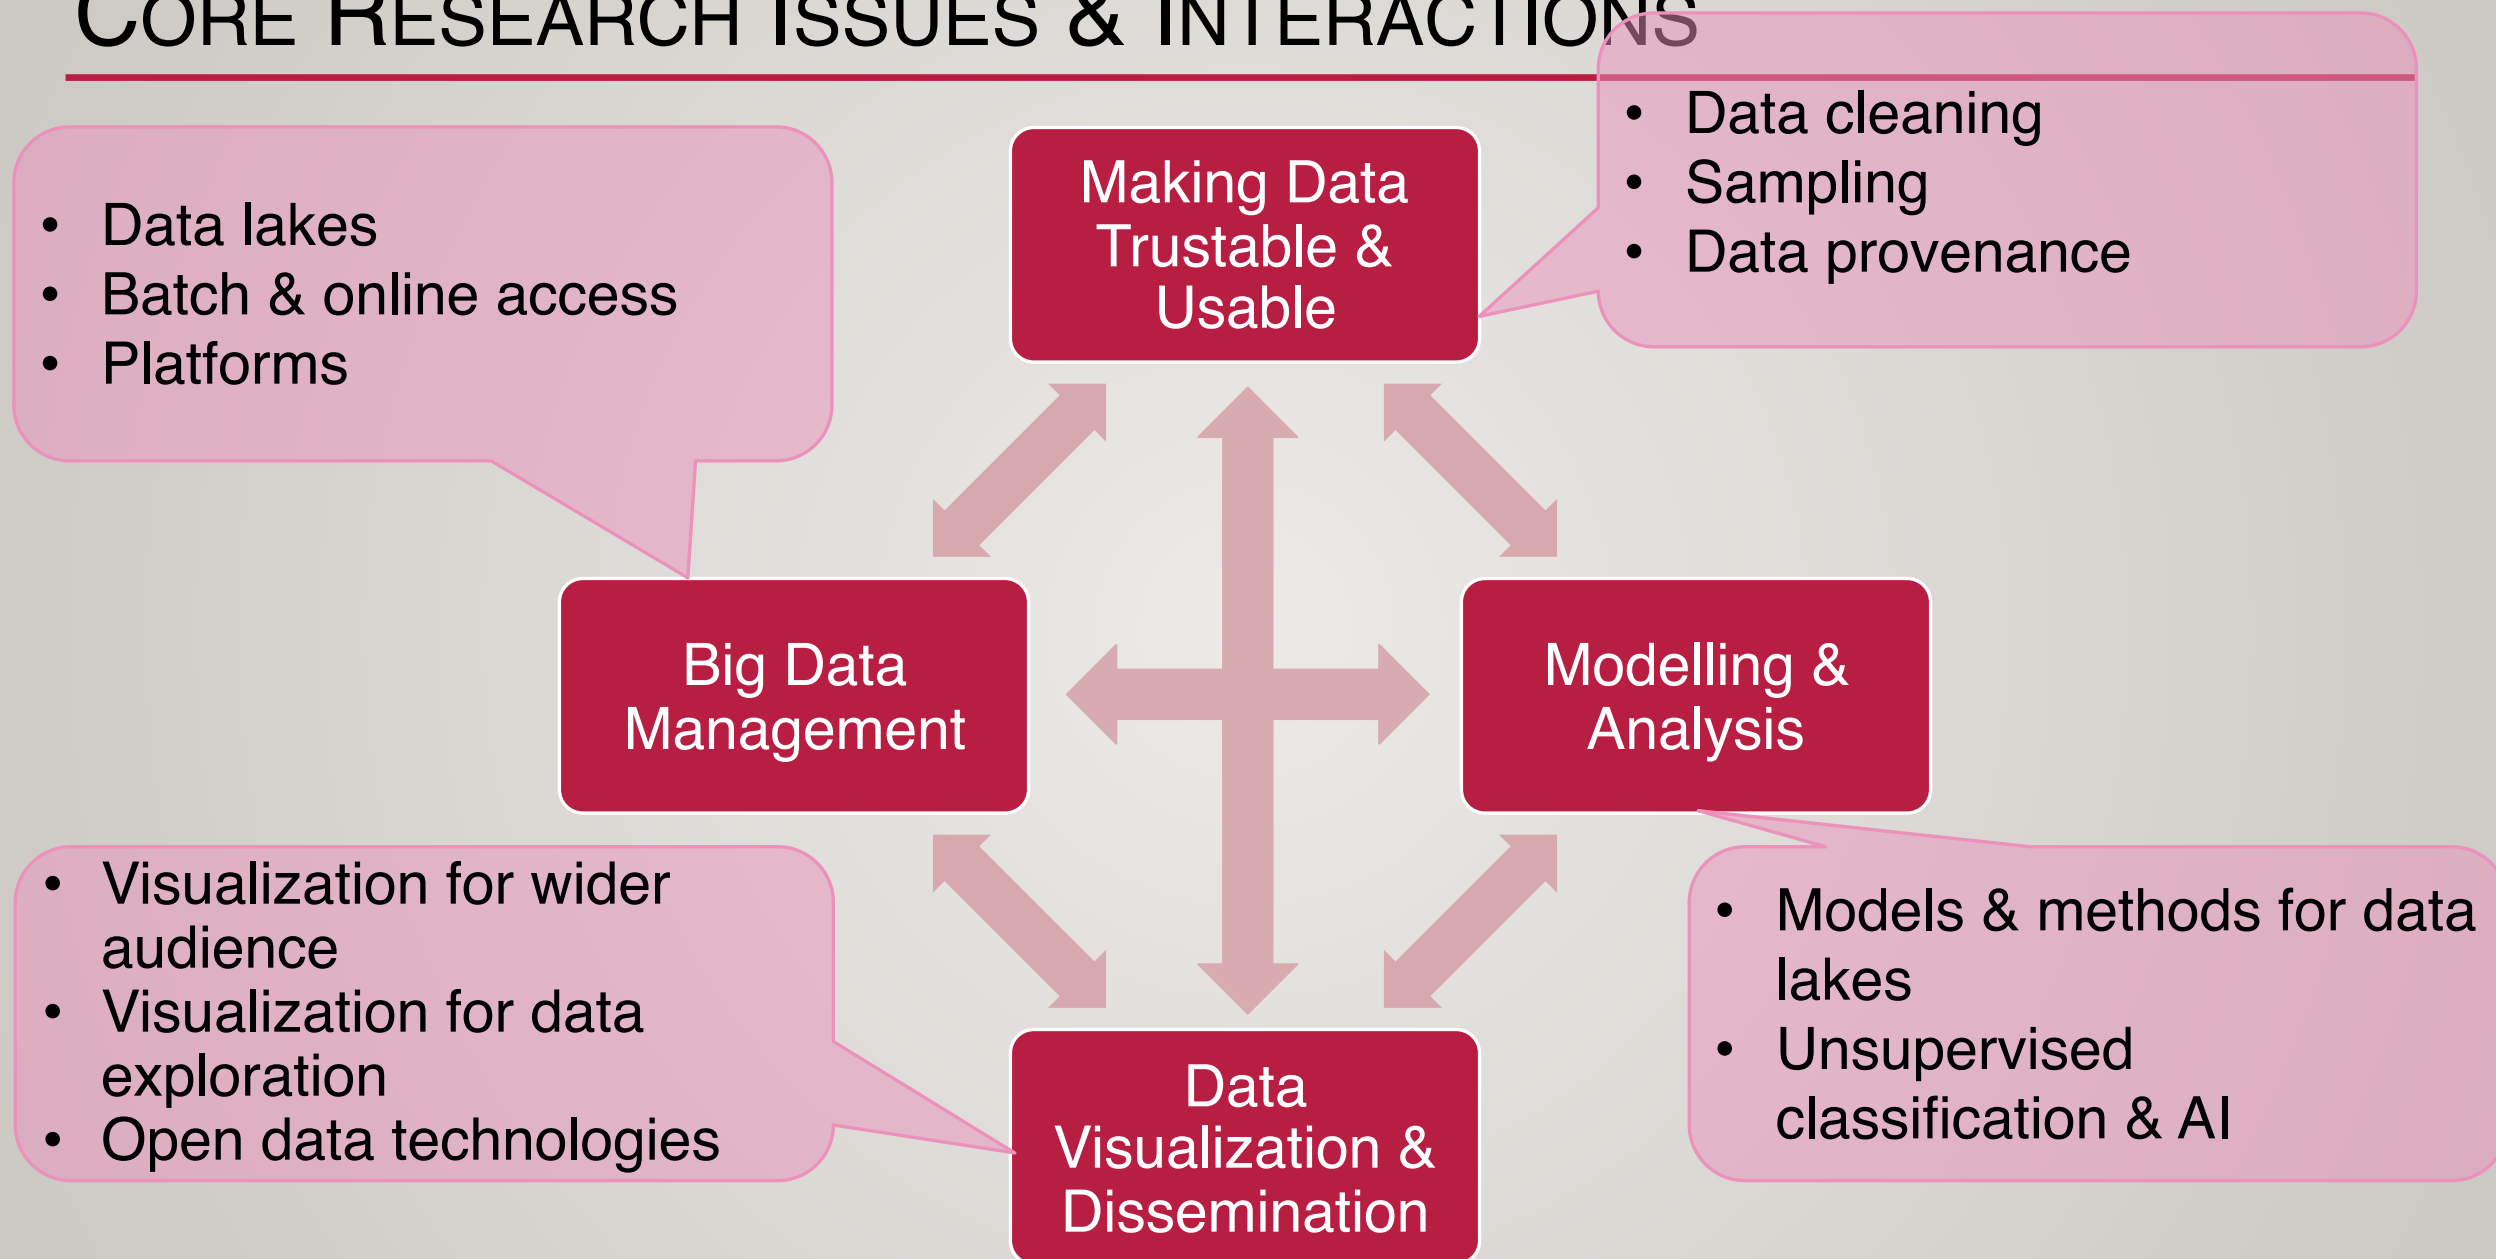 CORE RESEARCH ISSUES & INTERACTIONS
• Data cleaning
• Sampling
• Data provenance
Making Data
Trustable &
Usable
• Data lakes
• Batch & online access
• Platforms
Big Data
Management
Modelling &
Analysis
• Visualization for wider
audience
• Visualization for data
exploration
• Open data technologies
• Models & methods for data
lakes
• Unsupervised
classification & AI
Data
Visualization &
Dissemination